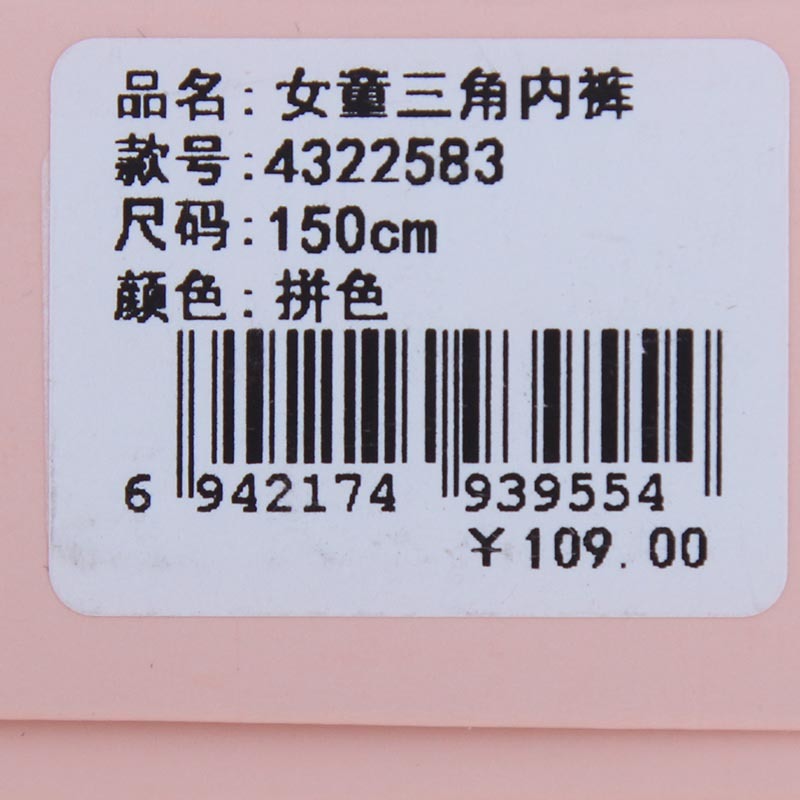 品名: 女童三角内裤
款号:4322583
尺码:150cm
颜色: 拼色
6 942174 939554
¥109.00